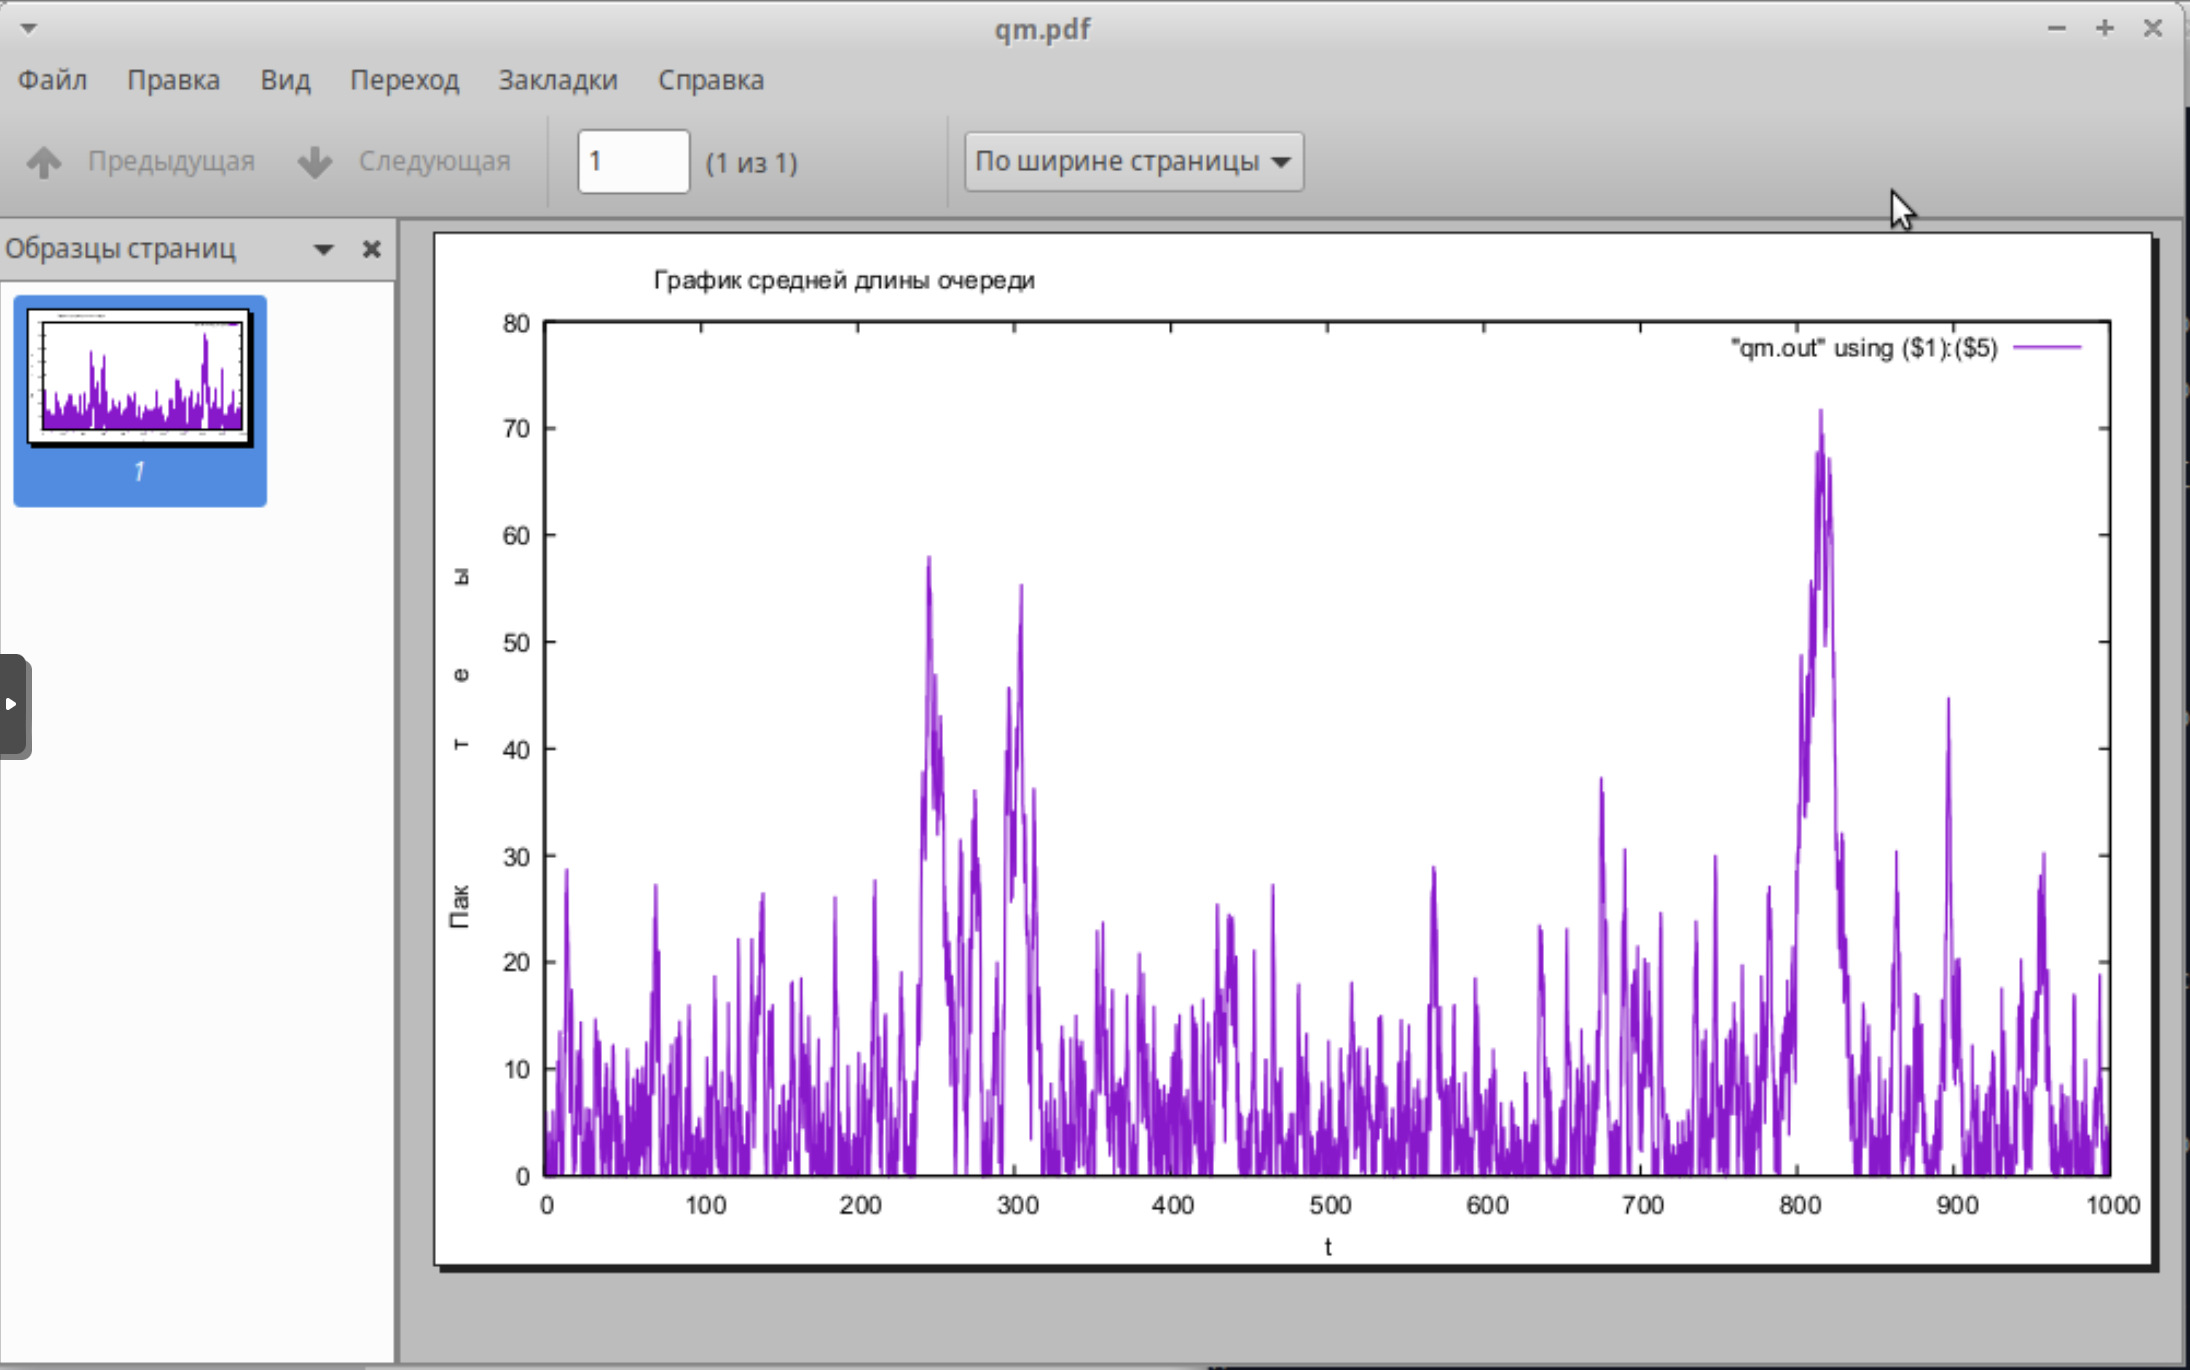 qm.pdf
Файл Правка Вид Переход Закладки Справка
Предыдущая Следующая 1 (1 из 1) По ширине страницы
Образцы страниц
1
График средней длины очереди
"qm.out" using ($1):($5)
80
70
60
50
40
30
20
10
0
Пак т е ы
0 100 200 300 400 500 600 700 800 900 1000
t